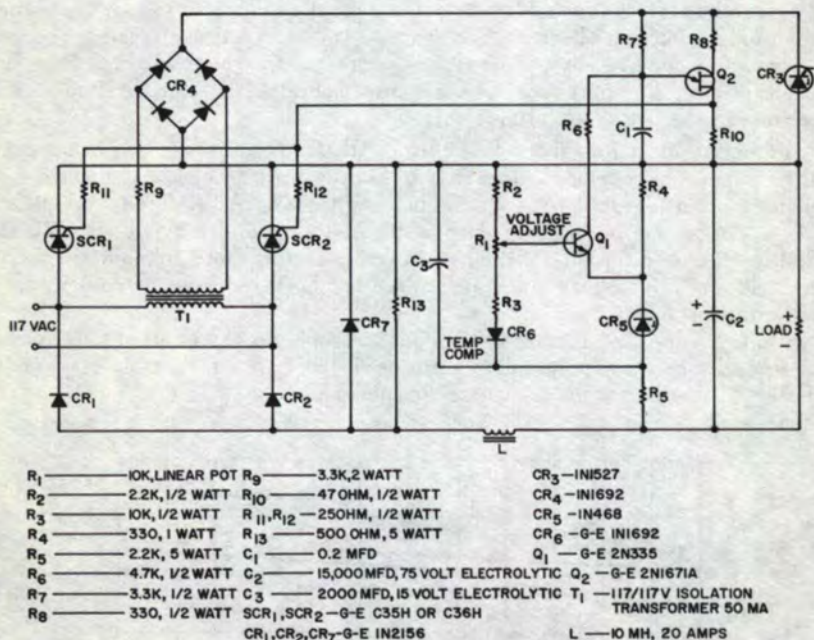 R7
R8
CR4
Q2
CR3
R6
C1
R10
R11
R9
R12
R2
R4
VOLTAGE
ADJUST
SCR1
SCR2
R1
Q1
C3
T1
R13
R3
117 VAC
CR7
CR6
TEMP
COMP
CR5
+
-
C2
LOAD
+
-
CR1
CR2
R5
L
R1 10K, LINEAR POT
R2 2.2K, 1/2 WATT
R3 10K, 1/2 WATT
R4 330, 1 WATT
R5 2.2K, 5 WATT
R6 4.7K, 1/2 WATT
R7 3.3K, 1/2 WATT
R8 330, 1/2 WATT
R9 3.3K, 2 WATT
R10 47 OHM, 1/2 WATT
R11, R12 25OHM, 1/2 WATT
R13 500 OHM, 5 WATT
C1 0.2 MFD
C2 15,000 MFD, 75 VOLT ELECTROLYTIC
C3 2000 MFD, 15 VOLT ELECTROLYTIC
SCR1, SCR2-G-E C35H OR C36H
CR1, CR2, CR7-G-E IN2156
CR3-IN1527
CR4-IN1692
CR5-IN468
CR6-G-E IN1692
Q1-G-E 2N335
Q2-G-E 2N1671A
T1-117/117V ISOLATION
TRANSFORMER 50 MA
L-10 MH, 20 AMPS